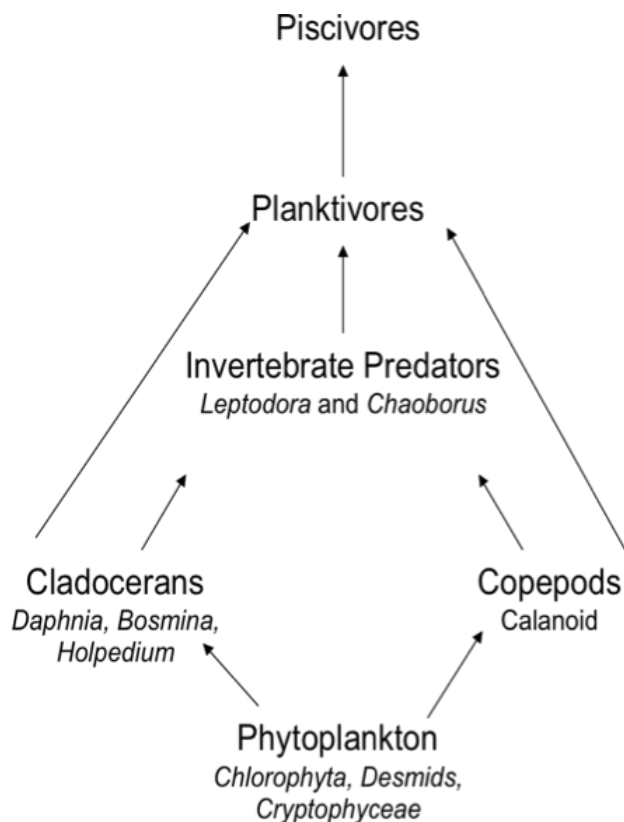 Piscivores
Planktivores
Invertebrate Predators
Leptodora and Chaoborus
Cladocerans
Daphnia, Bosmina,
Holpedium
Copepods
Calanoid
Phytoplankton
Chlorophyta, Desmids,
Cryptophyceae